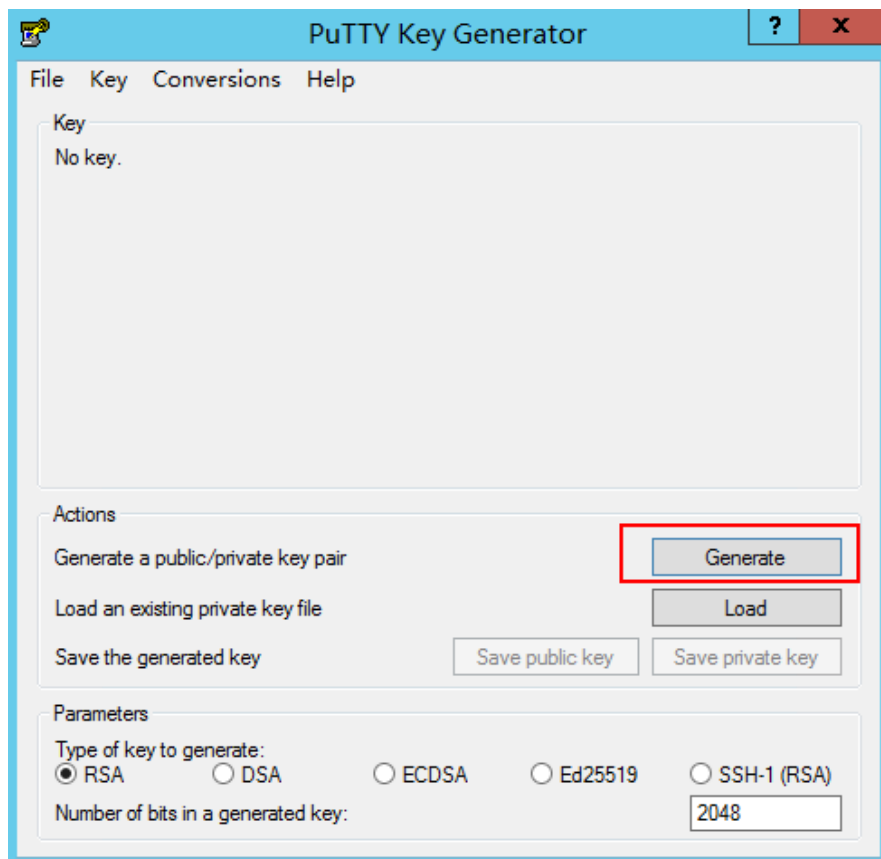 PuTTY Key Generator ? x
File Key Conversions Help
Key
No key.
Actions
Generate a public/private key pair Generate
Load an existing private key file Load
Save the generated key Save public key Save private key
Parameters
Type of key to generate:
RSA DSA ECDSA Ed25519 SSH-1 (RSA)
Number of bits in a generated key: 2048